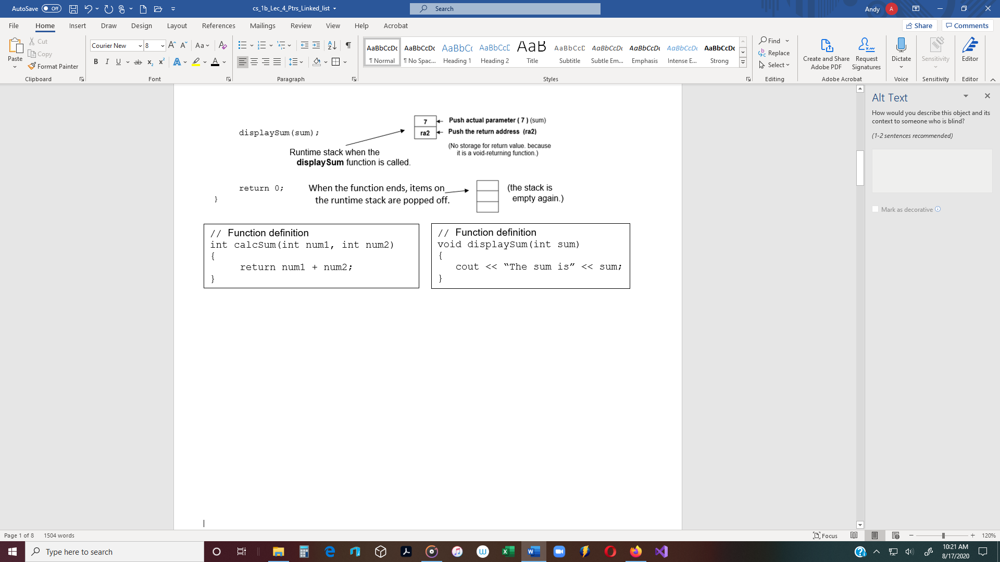 AutoSave Off cs_1b_Lec_4_Ptrs_Linked_list Search Andy A
File Home Insert Draw Design Layout References Mailings Review View Help Acrobat Share Comments
Paste Cut Copy Format Painter
Clipboard
Courier New 8 Aa
B I U ab x2 x2 A A
Font
Paragraph
AaBbCcDc AaBbCcDc AaBbCc AaBbCcD AaB AaBbCcD AaBbCcDc AaBbCcDc AaBbCcDc AaBbCcDc
¶ Normal ¶ No Spac... Heading 1 Heading 2 Title Subtitle Subtle Em... Emphasis Intense E... Strong
Styles
Find
Replace
Select
Editing
Create and Share Adobe PDF
Request Signatures
Adobe Acrobat
Dictate
Voice
Sensitivity
Sensitivity
Editor
Editor
displaySum(sum);
7 Push actual parameter ( 7 ) (sum)
ra2 Push the return address (ra2)
(No storage for return value. because
it is a void-returning function.)
Runtime stack when the
displaySum function is called.
return 0; When the function ends, items on
the runtime stack are popped off.
(the stack is
empty again.)
}
// Function definition
int calcSum(int num1, int num2)
{
return num1 + num2;
}
// Function definition
void displaySum(int sum)
{
cout << “The sum is” << sum;
}
Alt Text
How would you describe this object and its
context to someone who is blind?
(1-2 sentences recommended)
Mark as decorative
Page 1 of 8 1504 words Focus 120%
Type here to search
10:21 AM
8/17/2020